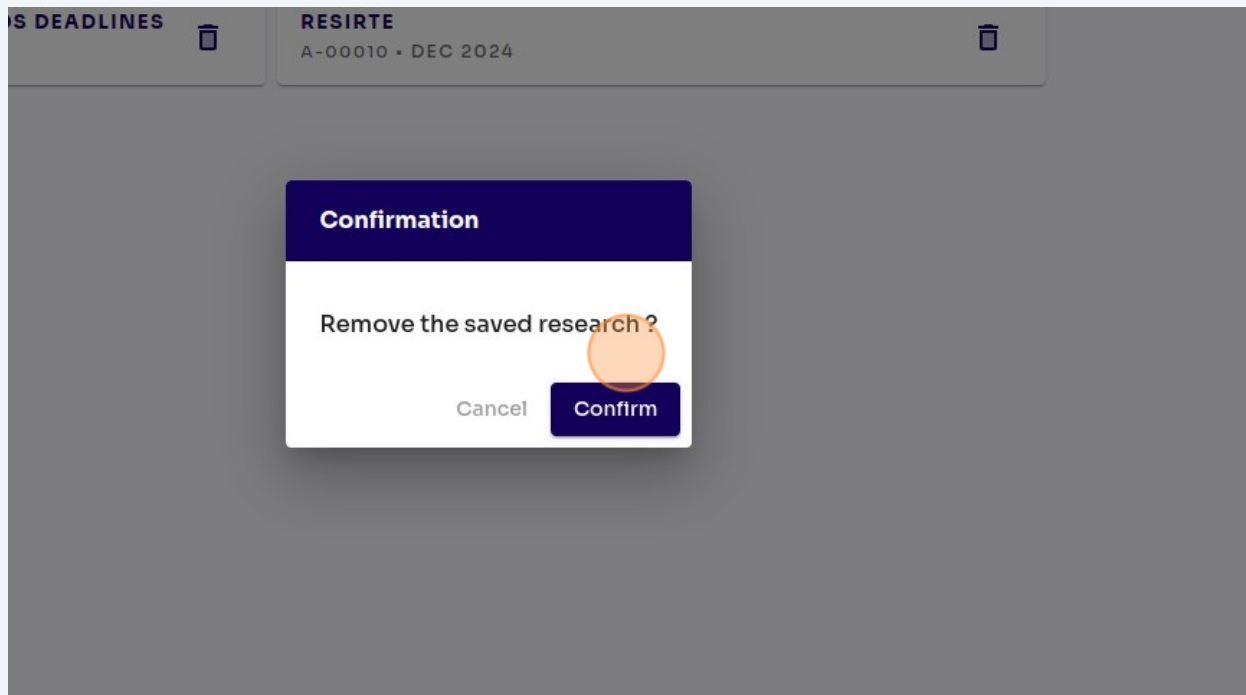 S DEADLINES
RESIRTE
A-00010 • DEC 2024
Confirmation
Remove the saved research ?
Cancel
Confirm